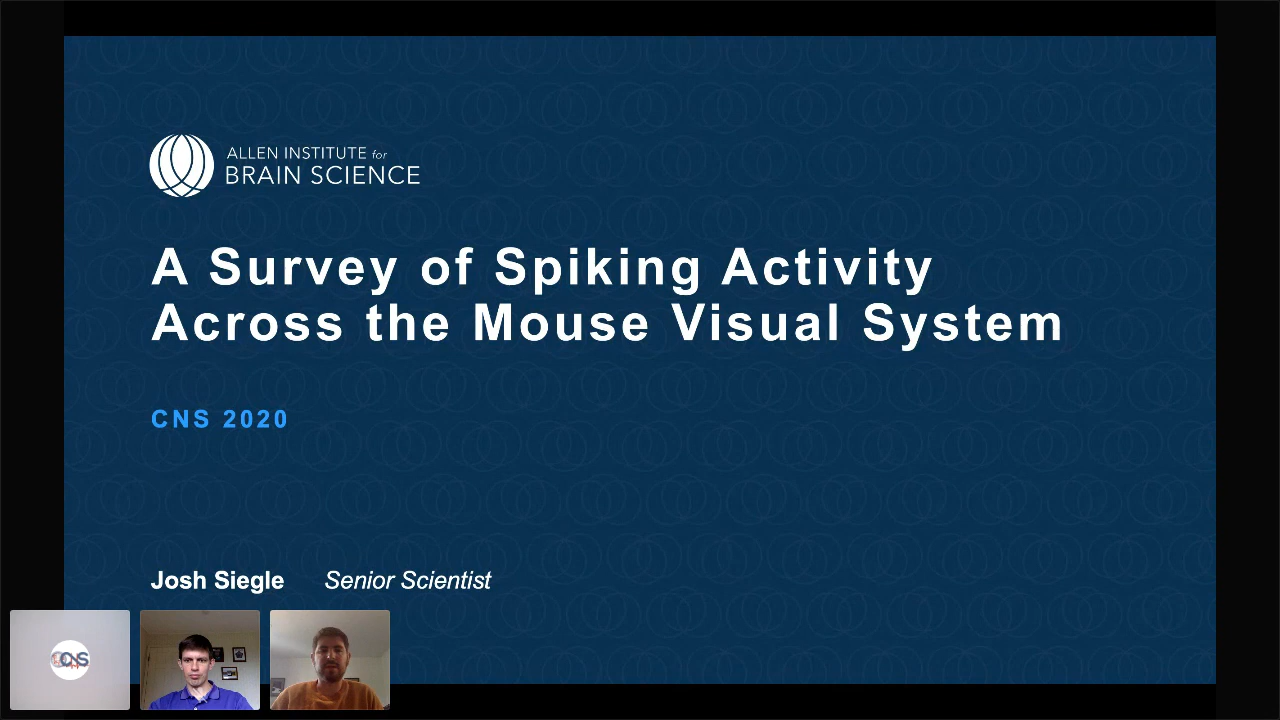 ALLEN INSTITUTE for
BRAIN SCIENCE
A Survey of Spiking Activity
Across the Mouse Visual System
CNS 2020
Josh Siegle Senior Scientist
CNS